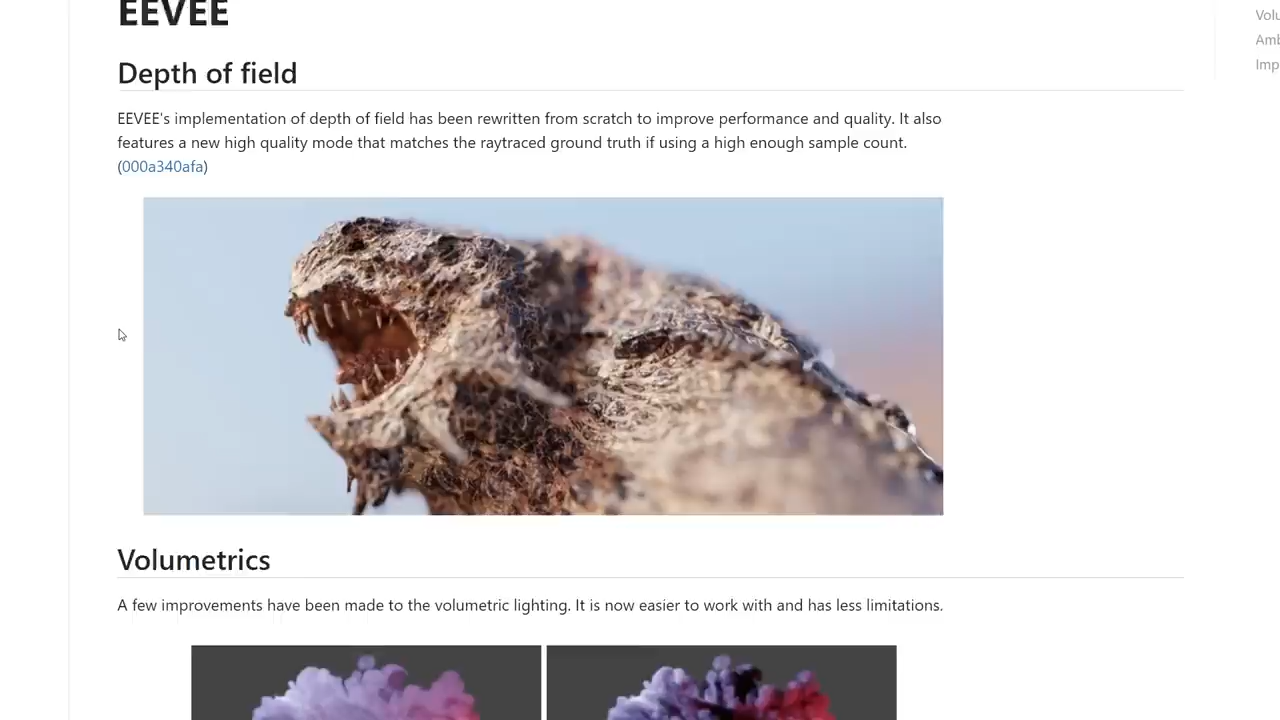 EEVEE
Depth of field
EEVEE's implementation of depth of field has been rewritten from scratch to improve performance and quality. It also
features a new high quality mode that matches the raytraced ground truth if using a high enough sample count.
(000a340afa)
Volumetrics
A few improvements have been made to the volumetric lighting. It is now easier to work with and has less limitations.
Volu
Amb
Imp